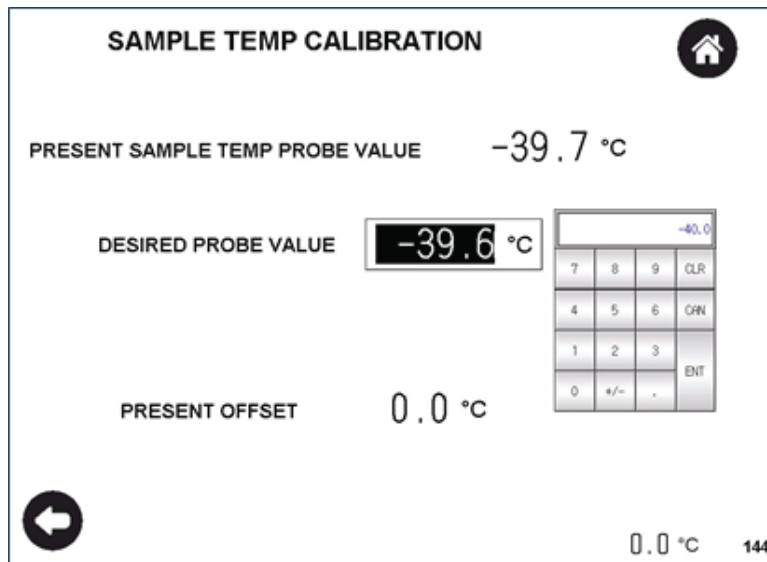 SAMPLE TEMP CALIBRATION
PRESENT SAMPLE TEMP PROBE VALUE -39.7 °C
DESIRED PROBE VALUE -39.6 °C
-40.0
7 8 9 CLR
4 5 6 CAN
1 2 3
ENT
0 +/- .
PRESENT OFFSET 0.0 °C
0.0 °C 144